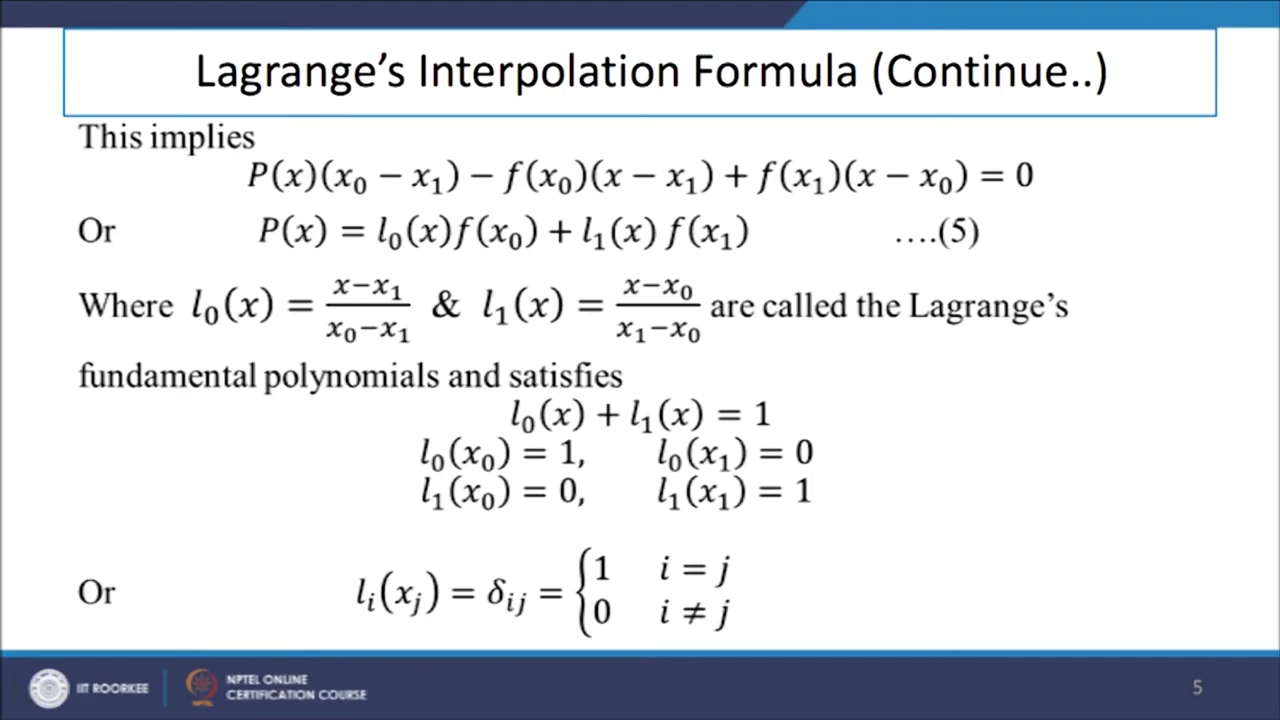 Lagrange's Interpolation Formula (Continue..)
This implies
P(x)(x₀ − x₁) − f(x₀)(x − x₁) + f(x₁)(x − x₀) = 0
Or P(x) = l₀(x)f(x₀) + l₁(x) f(x₁) ....(5)
Where l₀(x) = (x−x₁)/(x₀−x₁) & l₁(x) = (x−x₀)/(x₁−x₀) are called the Lagrange's
fundamental polynomials and satisfies
l₀(x) + l₁(x) = 1
l₀(x₀) = 1, l₀(x₁) = 0
l₁(x₀) = 0, l₁(x₁) = 1
Or lᵢ(xⱼ) = δᵢⱼ = { 1 i = j
0 i ≠ j
IIT ROORKEE
NPTEL ONLINE
CERTIFICATION COURSE
5